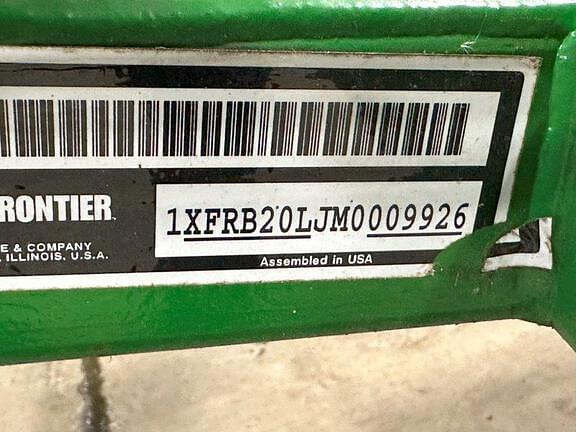 RONTIER
1XFRB20LJM0009926
E & COMPANY
ILLINOIS, U.S.A.
Assembled in USA